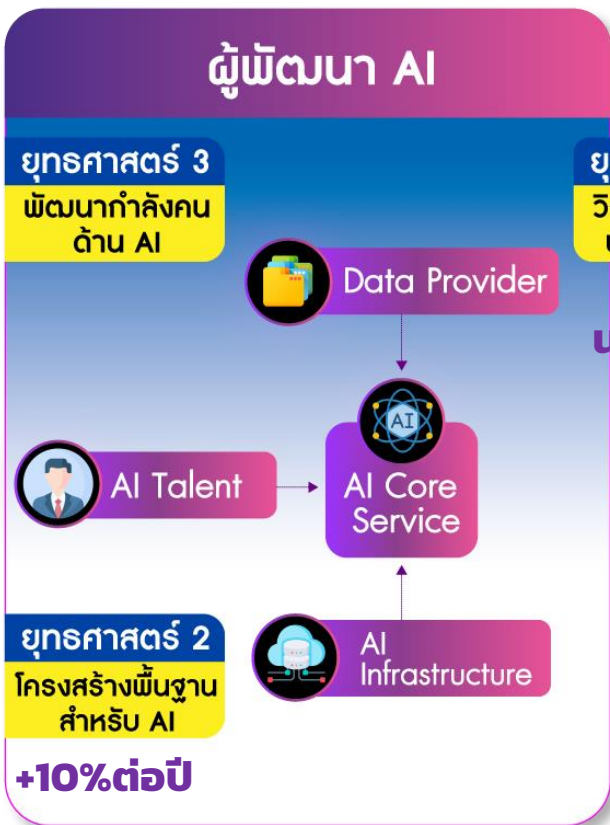 ผู้พัฒนา AI
ยุทธศาสตร์ 3
พัฒนากำลังคน
ด้าน AI
Data Provider
AI
AI Talent
AI Core
Service
ยุทธศาสตร์ 2
โครงสร้างพื้นฐาน
สำหรับ AI
AI
Infrastructure
+10%ต่อปี